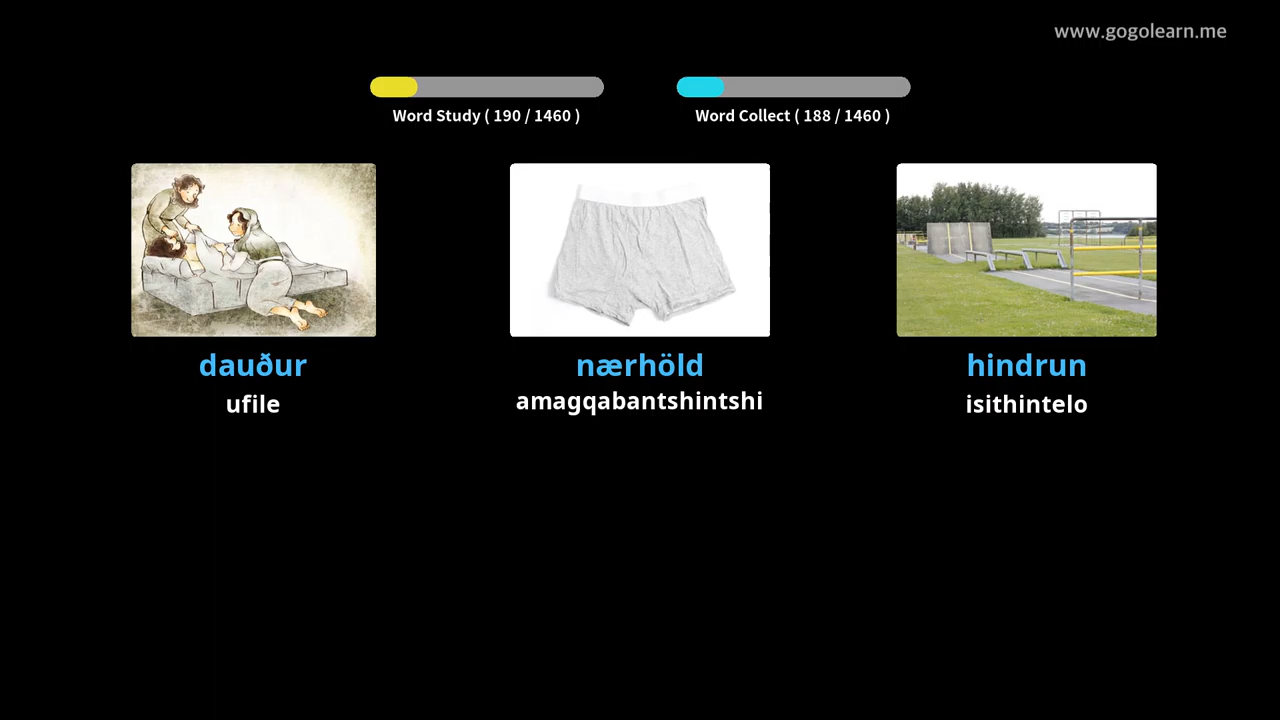 www.gogolearn.me
Word Study ( 190 / 1460 )
Word Collect ( 188 / 1460 )
dauður
nærhöld
hindrun
ufile
amagqabantshintshi
isithintelo